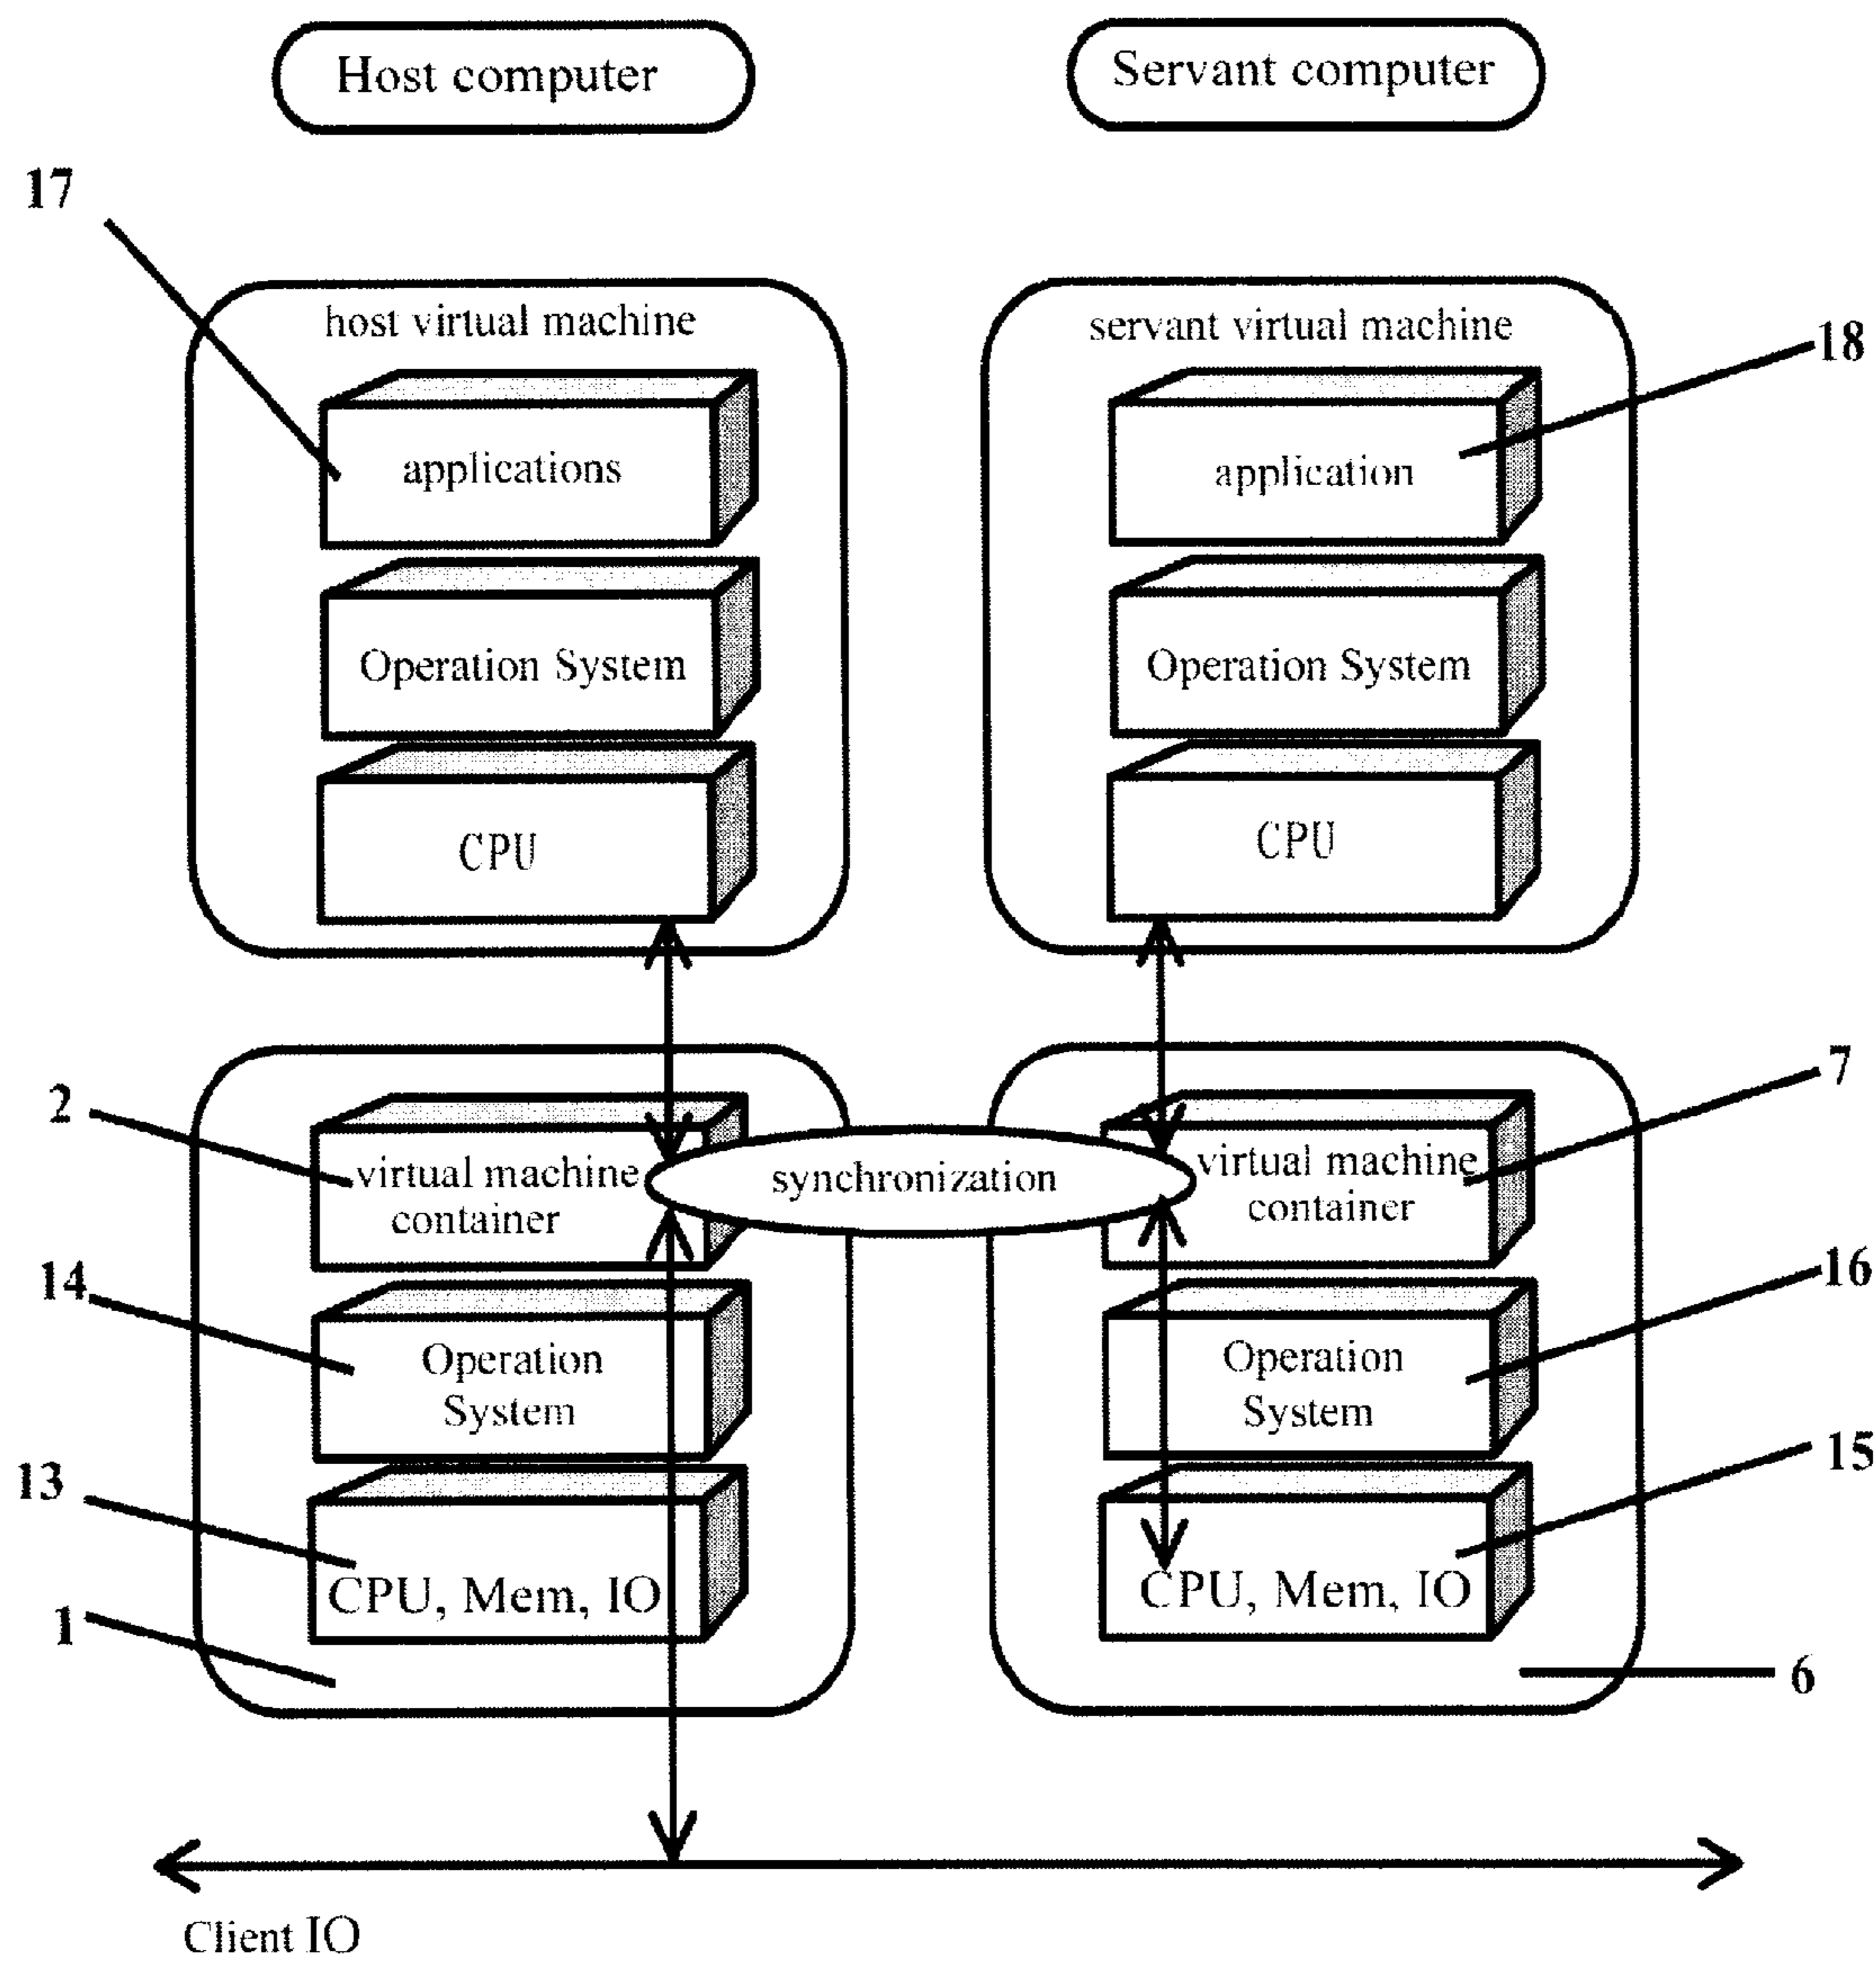 Host computer
Servant computer
17
host virtual machine
servant virtual machine
18
applications
application
Operation System
Operation System
CPU
CPU
2
7
virtual machine
container
synchronization
virtual machine
container
14
16
Operation
System
Operation
System
13
15
CPU, Mem, IO
CPU, Mem, IO
1
6
Client IO